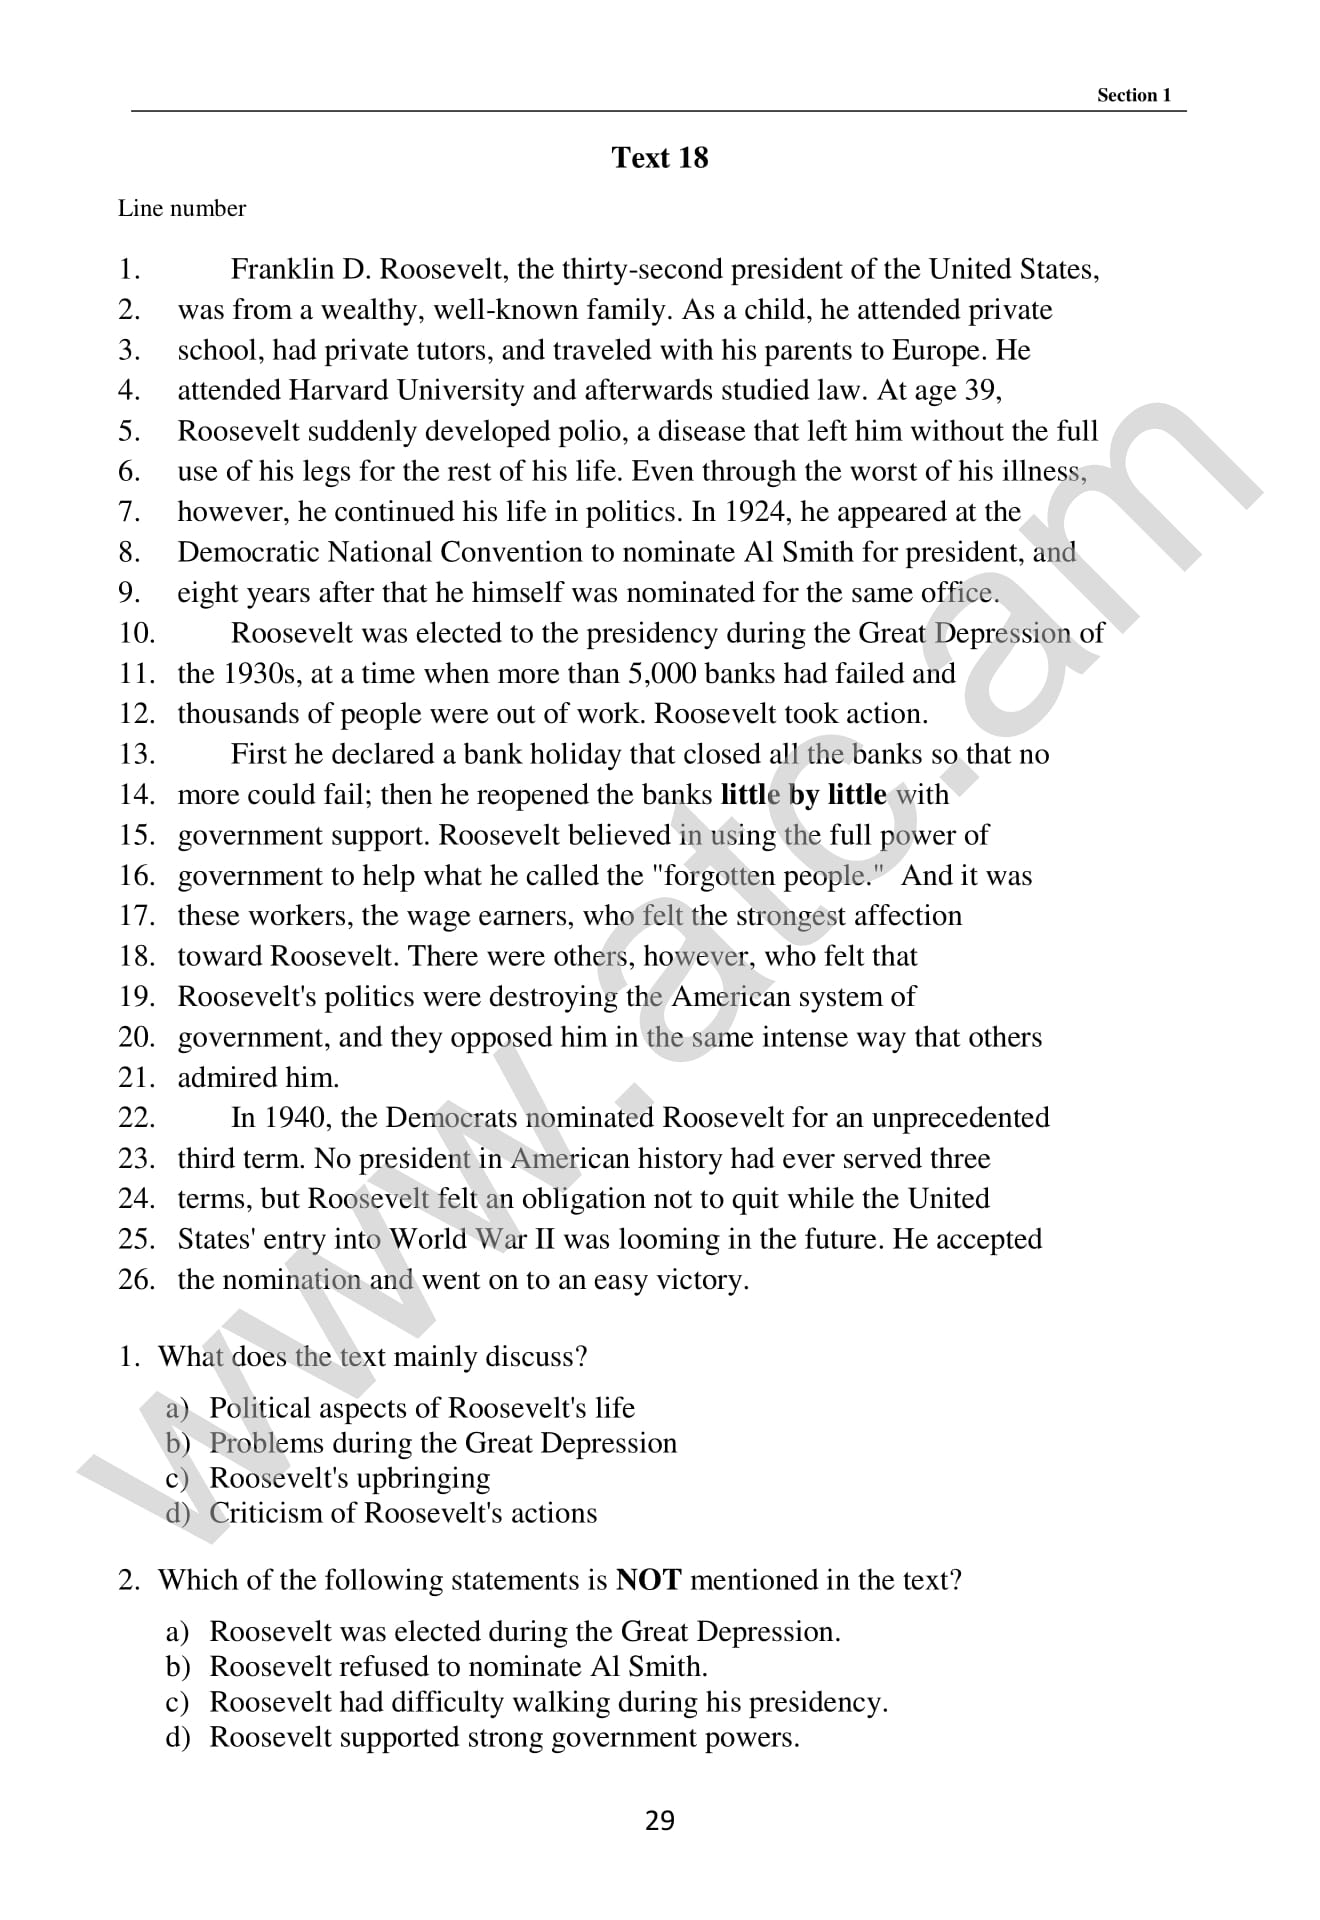 Section 1
Text 18
Line number
1. Franklin D. Roosevelt, the thirty-second president of the United States,
2. was from a wealthy, well-known family. As a child, he attended private
3. school, had private tutors, and traveled with his parents to Europe. He
4. attended Harvard University and afterwards studied law. At age 39,
5. Roosevelt suddenly developed polio, a disease that left him without the full
6. use of his legs for the rest of his life. Even through the worst of his illness,
7. however, he continued his life in politics. In 1924, he appeared at the
8. Democratic National Convention to nominate Al Smith for president, and
9. eight years after that he himself was nominated for the same office.
10. Roosevelt was elected to the presidency during the Great Depression of
11. the 1930s, at a time when more than 5,000 banks had failed and
12. thousands of people were out of work. Roosevelt took action.
13. First he declared a bank holiday that closed all the banks so that no
14. more could fail; then he reopened the banks little by little with
15. government support. Roosevelt believed in using the full power of
16. government to help what he called the "forgotten people." And it was
17. these workers, the wage earners, who felt the strongest affection
18. toward Roosevelt. There were others, however, who felt that
19. Roosevelt's politics were destroying the American system of
20. government, and they opposed him in the same intense way that others
21. admired him.
22. In 1940, the Democrats nominated Roosevelt for an unprecedented
23. third term. No president in American history had ever served three
24. terms, but Roosevelt felt an obligation not to quit while the United
25. States' entry into World War II was looming in the future. He accepted
26. the nomination and went on to an easy victory.
1. What does the text mainly discuss?
a) Political aspects of Roosevelt's life
b) Problems during the Great Depression
c) Roosevelt's upbringing
d) Criticism of Roosevelt's actions
2. Which of the following statements is NOT mentioned in the text?
a) Roosevelt was elected during the Great Depression.
b) Roosevelt refused to nominate Al Smith.
c) Roosevelt had difficulty walking during his presidency.
d) Roosevelt supported strong government powers.
29
www.atc.am